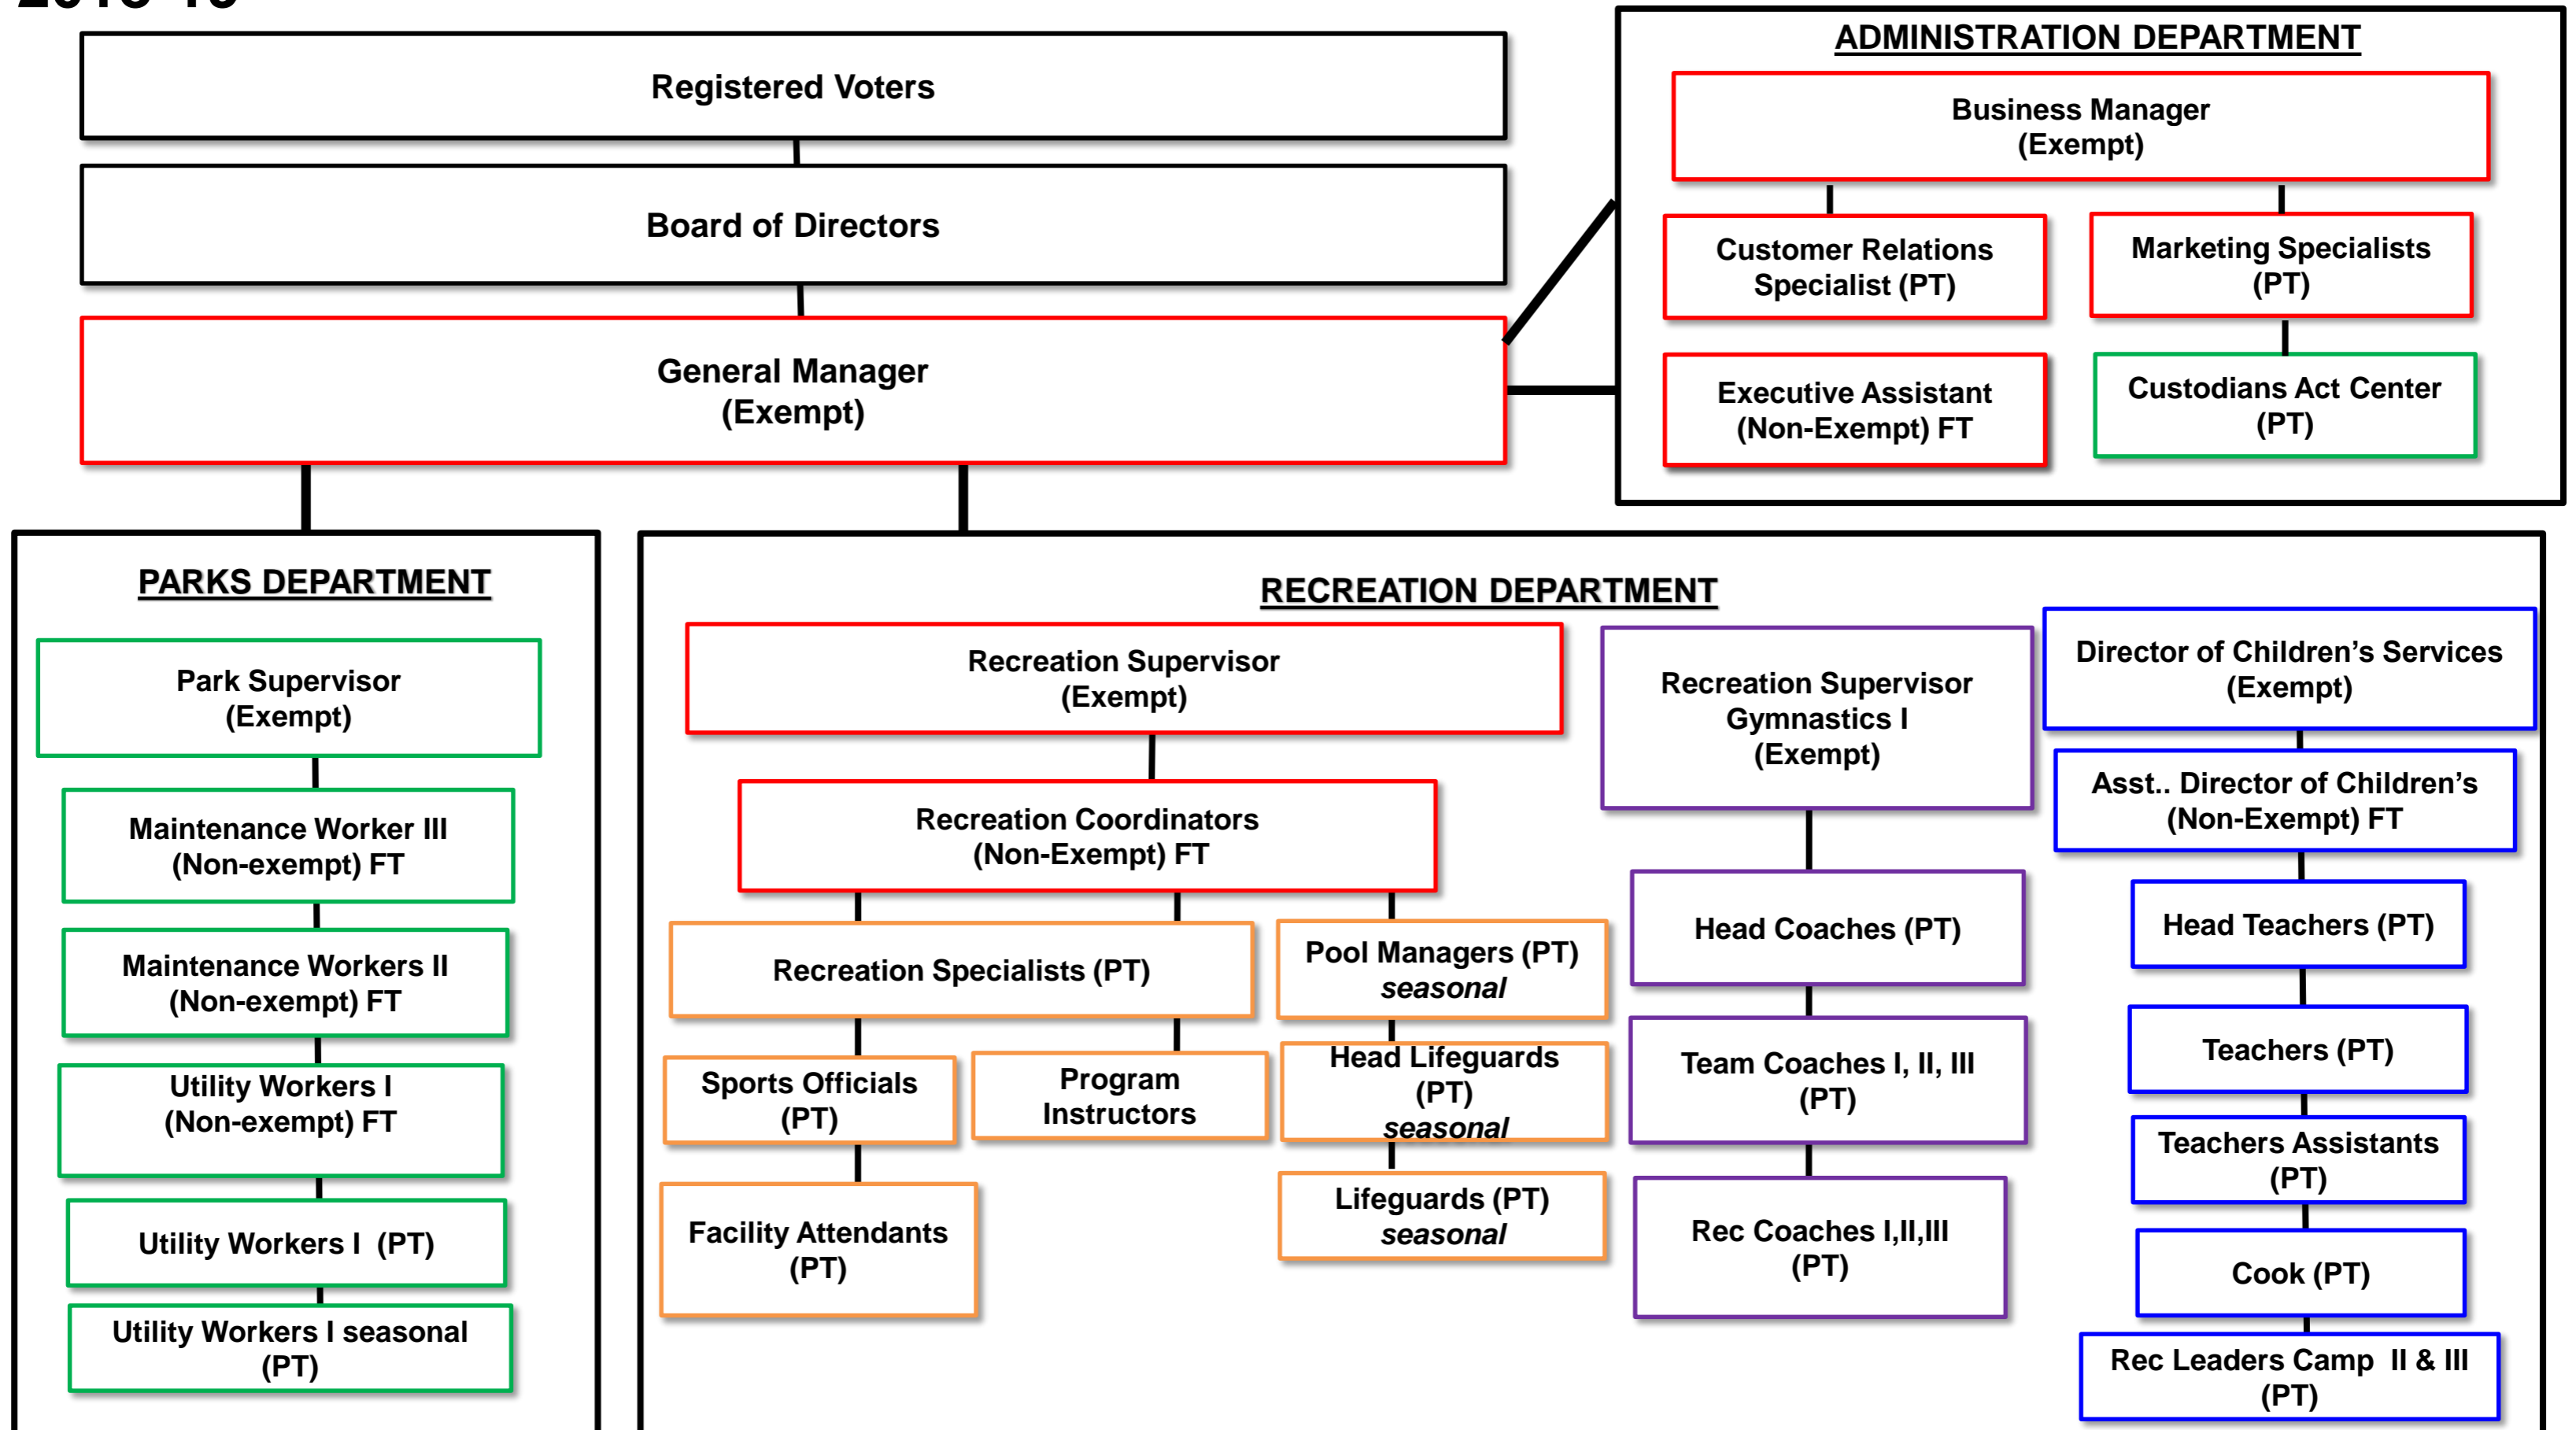 Registered Voters
Board of Directors
General Manager
(Exempt)
ADMINISTRATION DEPARTMENT
Business Manager
(Exempt)
Customer Relations
Specialist (PT)
Marketing Specialists
(PT)
Executive Assistant
(Non-Exempt) FT
Custodians Act Center
(PT)
PARKS DEPARTMENT
Park Supervisor
(Exempt)
Maintenance Worker III
(Non-exempt) FT
Maintenance Workers II
(Non-exempt) FT
Utility Workers I
(Non-exempt) FT
Utility Workers I  (PT)
Utility Workers I seasonal
(PT)
RECREATION DEPARTMENT
Recreation Supervisor
(Exempt)
Recreation Coordinators
(Non-Exempt) FT
Recreation Specialists (PT)
Sports Officials
(PT)
Program
Instructors
Facility Attendants
(PT)
Pool Managers (PT)
seasonal
Head Lifeguards
(PT)
seasonal
Lifeguards (PT)
seasonal
Recreation Supervisor
Gymnastics I
(Exempt)
Head Coaches (PT)
Team Coaches I, II, III
(PT)
Rec Coaches I,II,III
(PT)
Director of Children’s Services
(Exempt)
Asst.. Director of Children’s
(Non-Exempt) FT
Head Teachers (PT)
Teachers (PT)
Teachers Assistants
(PT)
Cook (PT)
Rec Leaders Camp  II & III
(PT)